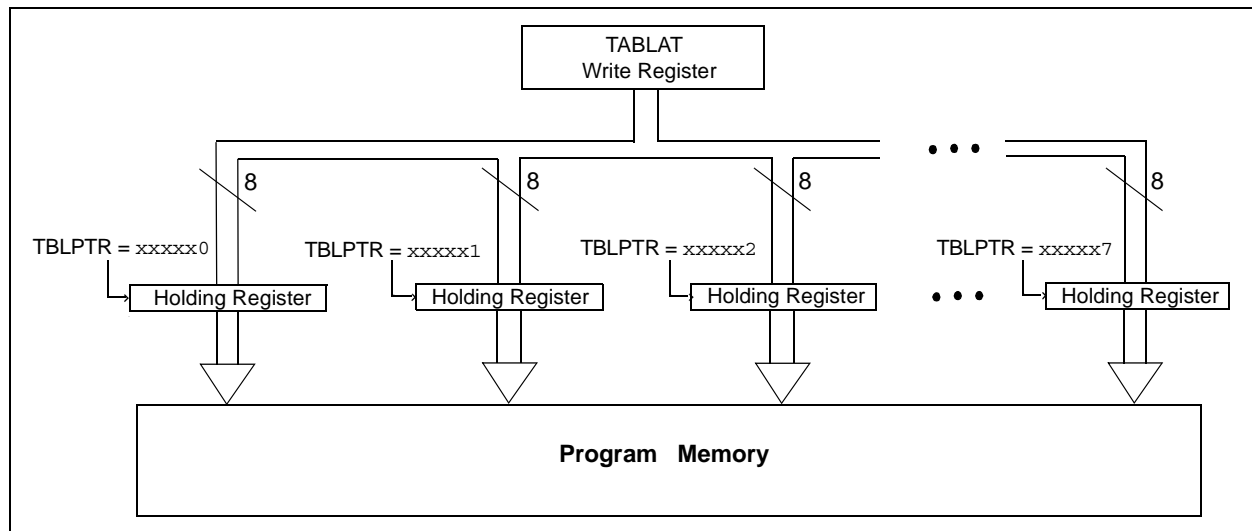 TABLAT
Write Register
8
8
8
8
TBLPTR = xxxxx0
TBLPTR = xxxxx1
TBLPTR = xxxxx2
TBLPTR = xxxxx7
Holding Register
Holding Register
Holding Register
Holding Register
Program Memory